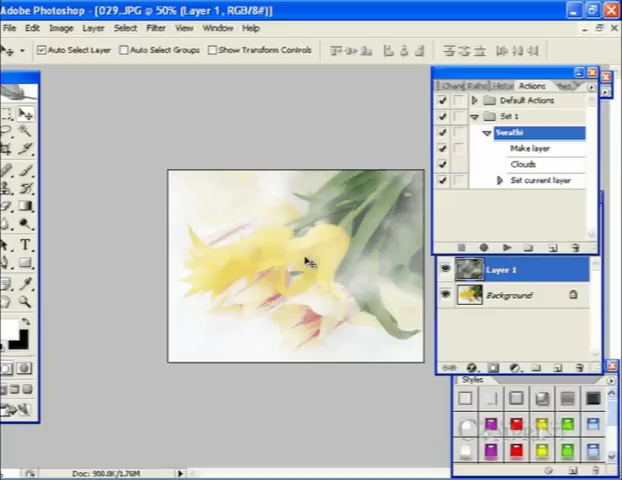 Adobe Photoshop - [029.JPG @ 50% (Layer 1, RGB/8#)]
File Edit Image Layer Select Filter View Window Help
Auto Select Layer Auto Select Groups Show Transform Controls
Paths Actions
Default Actions
Set 1
Swathi
Make layer
Clouds
Set current layer
Layer 1
Background
Styles
Doc: 900.0K/1.76M